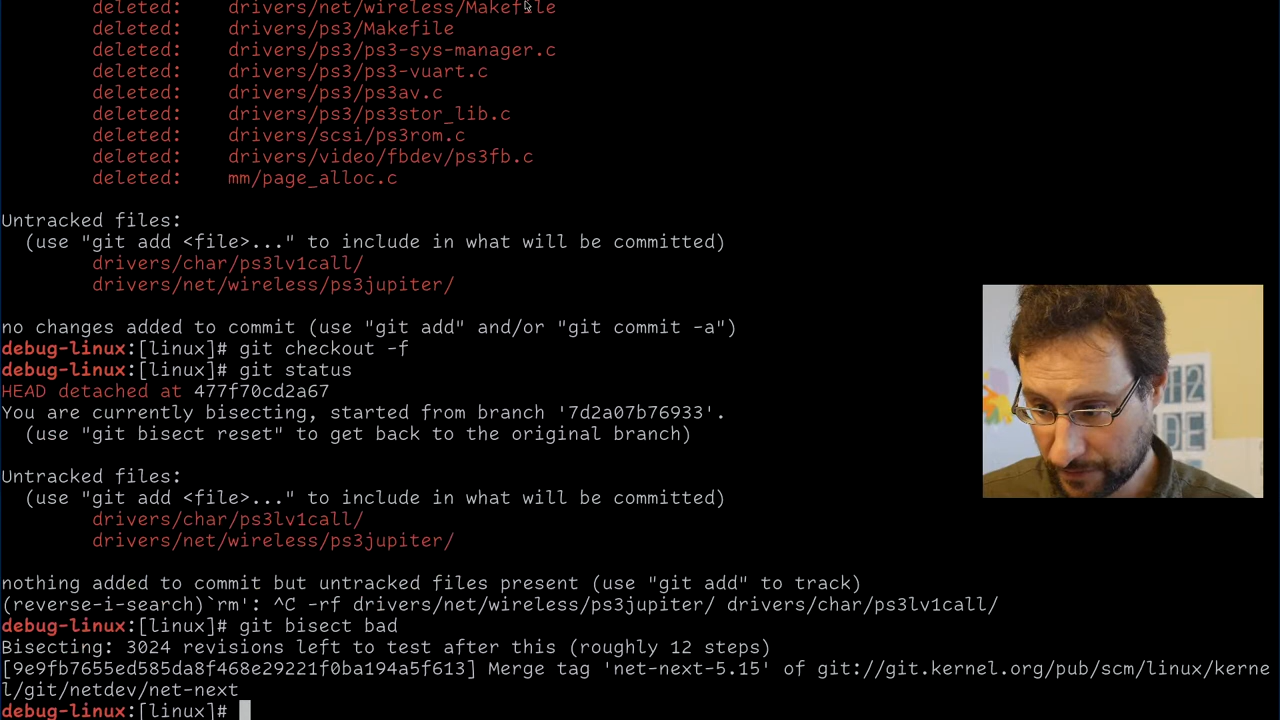 deleted: drivers/net/wireless/Makefile
deleted: drivers/ps3/Makefile
deleted: drivers/ps3/ps3-sys-manager.c
deleted: drivers/ps3/ps3-vuart.c
deleted: drivers/ps3/ps3av.c
deleted: drivers/ps3/ps3stor_lib.c
deleted: drivers/scsi/ps3rom.c
deleted: drivers/video/fbdev/ps3fb.c
deleted: mm/page_alloc.c
Untracked files:
(use "git add <file>..." to include in what will be committed)
drivers/char/ps3lv1call/
drivers/net/wireless/ps3jupiter/
no changes added to commit (use "git add" and/or "git commit -a")
debug-linux:[linux]# git checkout -f
debug-linux:[linux]# git status
HEAD detached at 477f70cd2a67
You are currently bisecting, started from branch '7d2a07b76933'.
(use "git bisect reset" to get back to the original branch)
Untracked files:
(use "git add <file>..." to include in what will be committed)
drivers/char/ps3lv1call/
drivers/net/wireless/ps3jupiter/
nothing added to commit but untracked files present (use "git add" to track)
(reverse-i-search)`rm': ^C -rf drivers/net/wireless/ps3jupiter/ drivers/char/ps3lv1call/
debug-linux:[linux]# git bisect bad
Bisecting: 3024 revisions left to test after this (roughly 12 steps)
[9e9fb7655ed585da8f468e29221f0ba194a5f613] Merge tag 'net-next-5.15' of git://git.kernel.org/pub/scm/linux/kerne
l/git/netdev/net-next
debug-linux:[linux]#